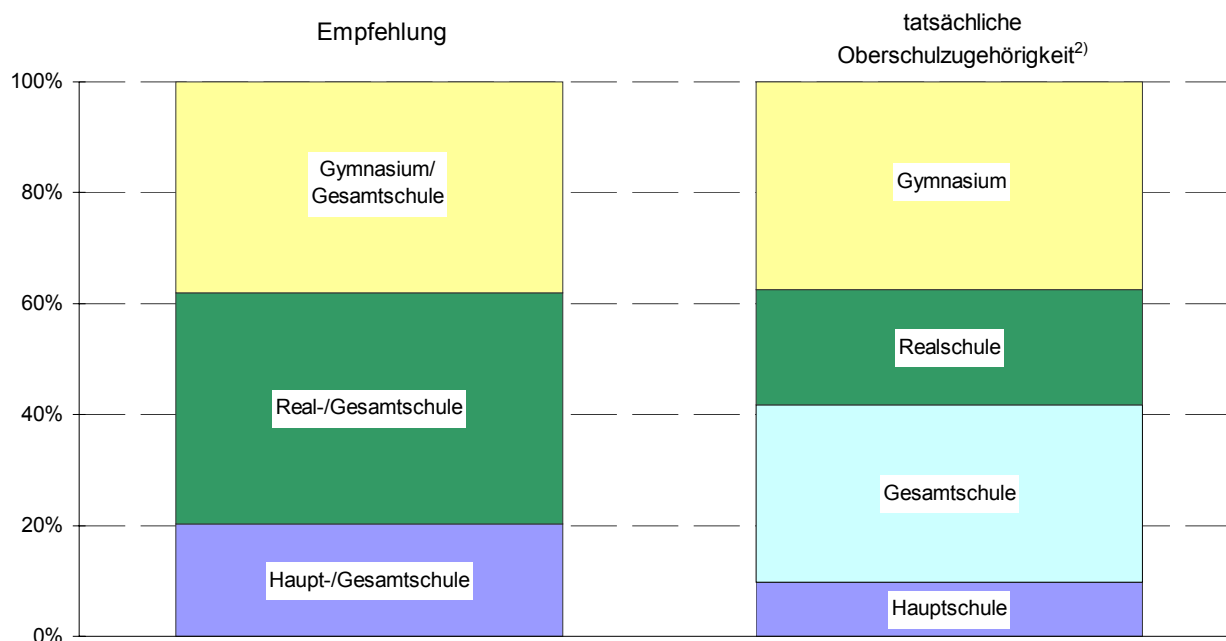 Empfehlung
tatsächliche
Oberschulzugehörigkeit2)
100%
80%
60%
40%
20%
0%
Gymnasium/
Gesamtschule
Real-/Gesamtschule
Haupt-/Gesamtschule
Gymnasium
Realschule
Gesamtschule
Hauptschule